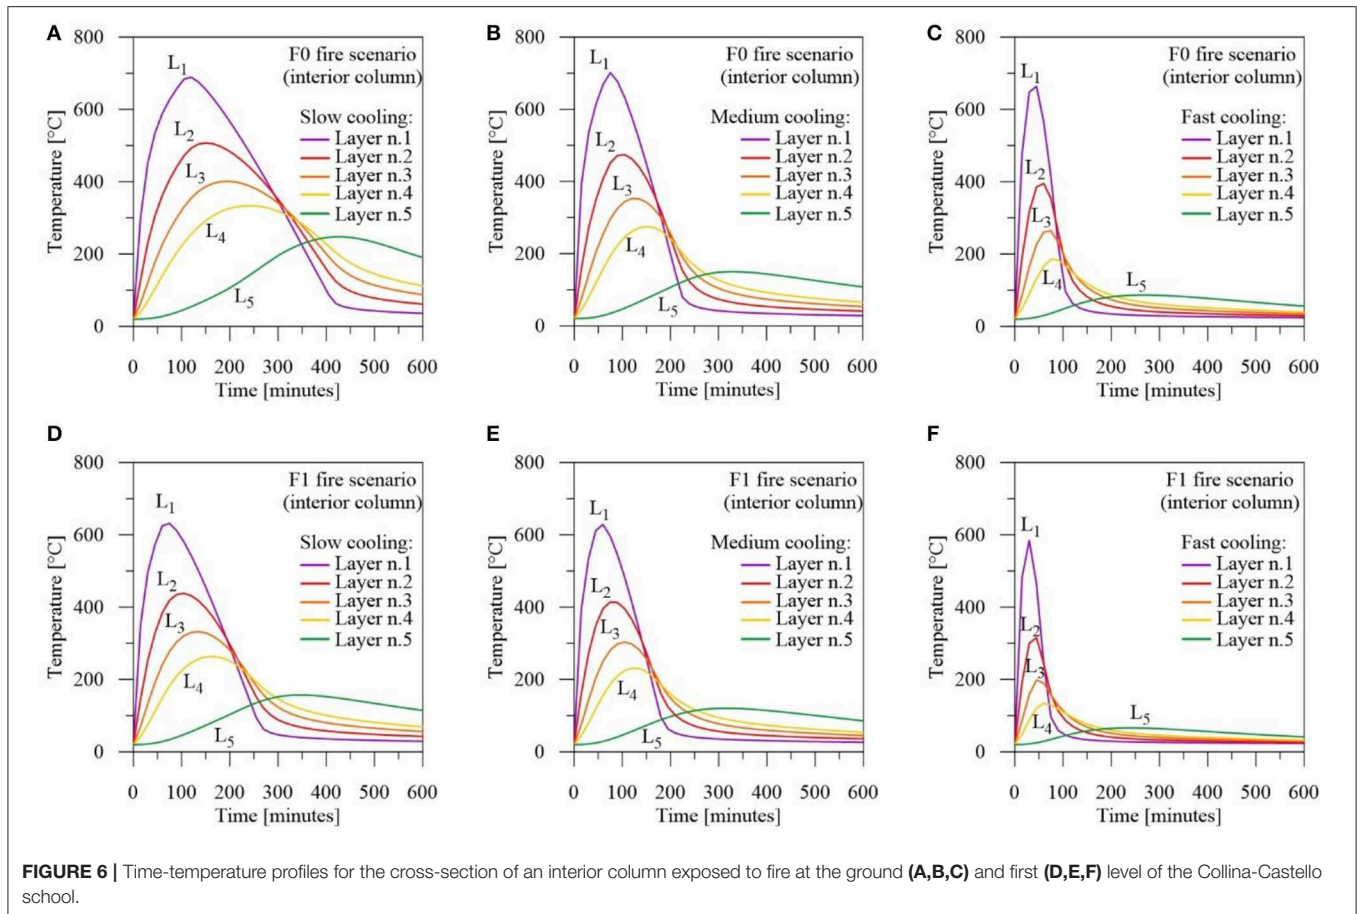 A
800
600
400
200
0
Temperature [°C]
F0 fire scenario
(interior column)
Slow cooling:
Layer n.1
Layer n.2
Layer n.3
Layer n.4
Layer n.5
L1
L2
L3
L4
L5
0 100 200 300 400 500 600
Time [minutes]
B
800
600
400
200
0
Temperature [°C]
F0 fire scenario
(interior column)
Medium cooling:
Layer n.1
Layer n.2
Layer n.3
Layer n.4
Layer n.5
L1
L2
L3
L4
L5
0 100 200 300 400 500 600
Time [minutes]
C
800
600
400
200
0
Temperature [°C]
F0 fire scenario
(interior column)
Fast cooling:
Layer n.1
Layer n.2
Layer n.3
Layer n.4
Layer n.5
L1
L2
L3
L4
L5
0 100 200 300 400 500 600
Time [minutes]
D
800
600
400
200
0
Temperature [°C]
F1 fire scenario
(interior column)
Slow cooling:
Layer n.1
Layer n.2
Layer n.3
Layer n.4
Layer n.5
L1
L2
L3
L4
L5
0 100 200 300 400 500 600
Time [minutes]
E
800
600
400
200
0
Temperature [°C]
F1 fire scenario
(interior column)
Medium cooling:
Layer n.1
Layer n.2
Layer n.3
Layer n.4
Layer n.5
L1
L2
L3
L4
L5
0 100 200 300 400 500 600
Time [minutes]
F
800
600
400
200
0
Temperature [°C]
F1 fire scenario
(interior column)
Fast cooling:
Layer n.1
Layer n.2
Layer n.3
Layer n.4
Layer n.5
L1
L2
L3
L4
L5
0 100 200 300 400 500 600
Time [minutes]
FIGURE 6 | Time-temperature profiles for the cross-section of an interior column exposed to fire at the ground (A,B,C) and first (D,E,F) level of the Collina-Castello
school.